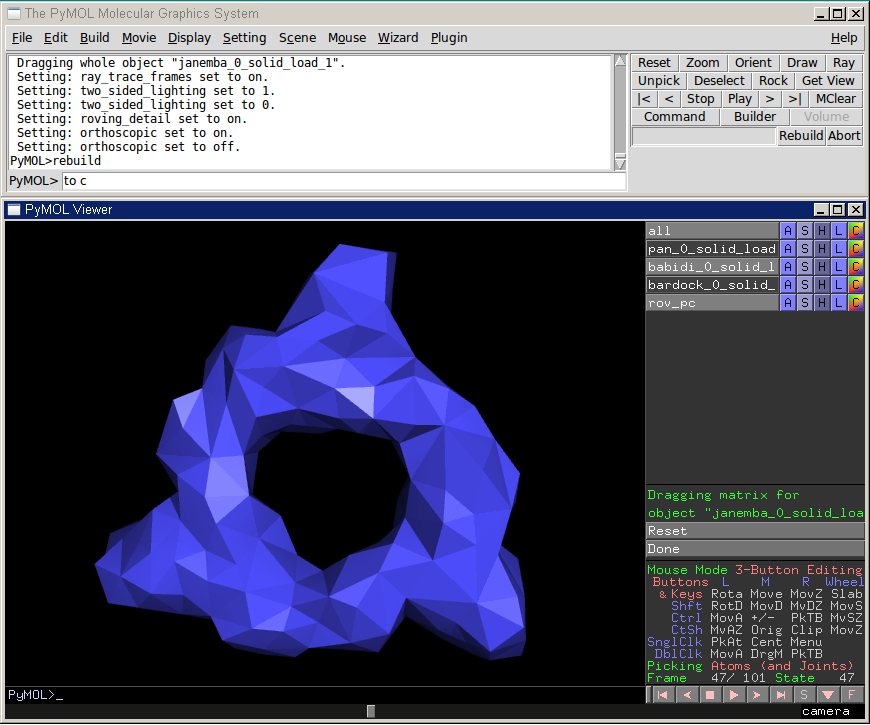 The PyMOL Molecular Graphics System
File Edit Build Movie Display Setting Scene Mouse Wizard Plugin Help
Dragging whole object "janemba_0_solid_load_1".
Setting: ray_trace_frames set to on.
Setting: two_sided_lighting set to 1.
Setting: two_sided_lighting set to 0.
Setting: roving_detail set to on.
Setting: orthoscopic set to on.
Setting: orthoscopic set to off.
PyMOL>rebuild
PyMOL> to c
Reset Zoom Orient Draw Ray
Unpick Deselect Rock Get View
|< < Stop Play > >| MClear
Command Builder Volume
Rebuild Abort
PyMOL Viewer
all A S H L C
pan_0_solid_load A S H L C
babidi_0_solid_l A S H L C
bardock_0_solid_ A S H L C
rov_pc A S H L C
Dragging matrix for
object "janemba_0_solid_loa
Reset
Done
Mouse Mode 3-Button Editing
Buttons L M R Wheel
& Keys Rota Move MovZ Slab
Shft RotD MovD MvDZ MovS
Ctrl MovA +/- PkTB MvSZ
CtSh MvAZ Orig Clip MovZ
SnglClk PkAt Cent Menu
DblClk MovA DrgM PkTB
Picking Atoms (and Joints)
Frame 47/ 101 State 47
PyMOL>_
S F
camera